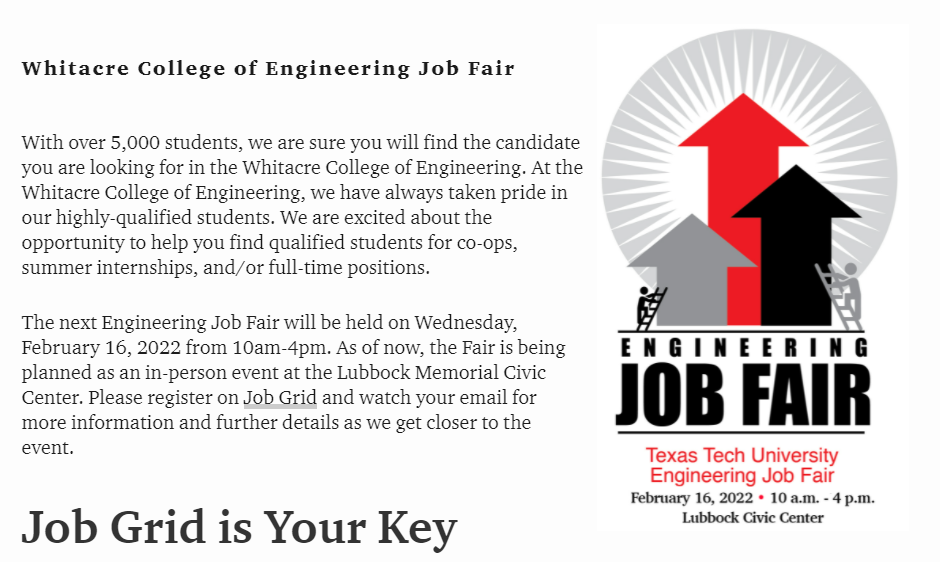 Whitacre College of Engineering Job Fair
With over 5,000 students, we are sure you will find the candidate
you are looking for in the Whitacre College of Engineering. At the
Whitacre College of Engineering, we have always taken pride in
our highly-qualified students. We are excited about the
opportunity to help you find qualified students for co-ops,
summer internships, and/or full-time positions.
The next Engineering Job Fair will be held on Wednesday,
February 16, 2022 from 10am-4pm. As of now, the Fair is being
planned as an in-person event at the Lubbock Memorial Civic
Center. Please register on Job Grid and watch your email for
more information and further details as we get closer to the
event.
Job Grid is Your Key
ENGINEERING
JOB FAIR
Texas Tech University
Engineering Job Fair
February 16, 2022 • 10 a.m. - 4 p.m.
Lubbock Civic Center